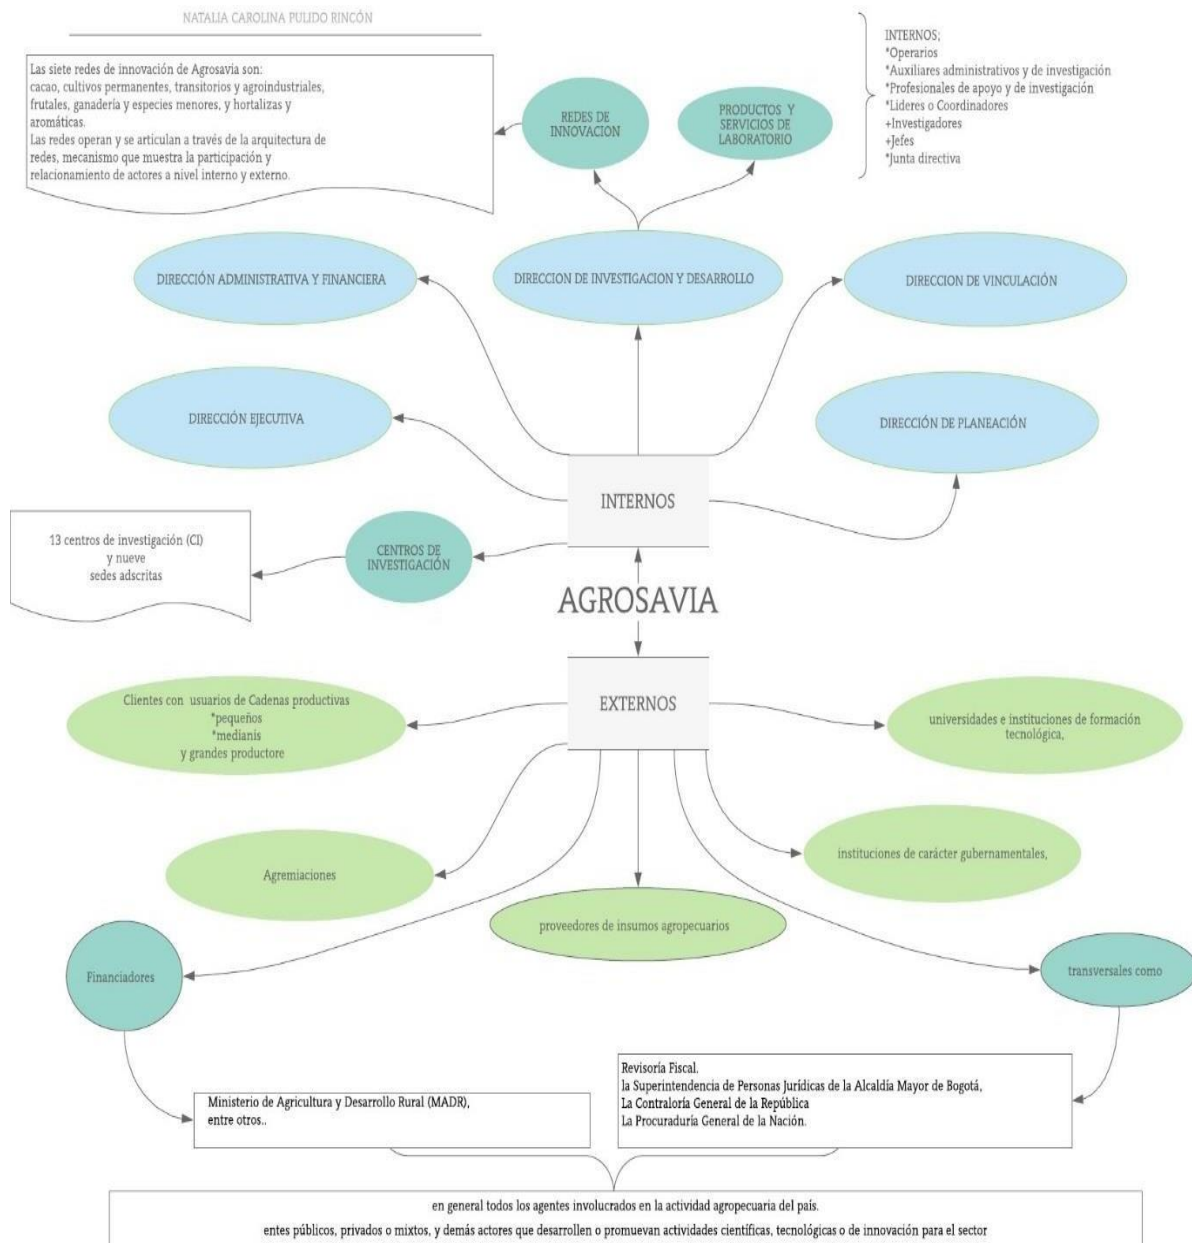 NATALIA CAROLINA PULIDO RINCÓN
Las siete redes de innovación de Agrosavia son:
cacao, cultivos permanentes, transitorios y agroindustriales,
frutales, ganadería y especies menores, y hortalizas y
aromáticas.
Las redes operan y se articulan a través de la arquitectura de
redes, mecanismo que muestra la participación y
relacionamiento de actores a nivel interno y externo.
REDES DE
INNOVACION
PRODUCTOS Y
SERVICIOS DE
LABORATORIO
INTERNOS;
*Operarios
*Auxiliares administrativos y de investigación
*Profesionales de apoyo y de investigación
*Lideres o Coordinadores
+Investigadores
+Jefes
*Junta directiva
DIRECCIÓN ADMINISTRATIVA Y FINANCIERA
DIRECCION DE INVESTIGACION Y DESARROLLO
DIRECCION DE VINCULACIÓN
DIRECCIÓN EJECUTIVA
DIRECCIÓN DE PLANEACIÓN
INTERNOS
13 centros de investigación (CI)
y nueve
sedes adscritas
CENTROS DE
INVESTIGACIÓN
AGROSAVIA
EXTERNOS
Clientes con usuarios de Cadenas productivas
*pequeños
*medianis
y grandes productore
universidades e instituciones de formación
tecnológica,
Agremiaciones
instituciones de carácter gubernamentales,
proveedores de insumos agropecuarios
Financiadores
transversales como
Ministerio de Agricultura y Desarrollo Rural (MADR),
entre otros..
Revisoría Fiscal.
la Superintendencia de Personas Jurídicas de la Alcaldía Mayor de Bogotá,
La Contraloría General de la República
La Procuraduría General de la Nación.
en general todos los agentes involucrados en la actividad agropecuaria del país.
entes públicos, privados o mixtos, y demás actores que desarrollen o promuevan actividades científicas, tecnológicas o de innovación para el sector